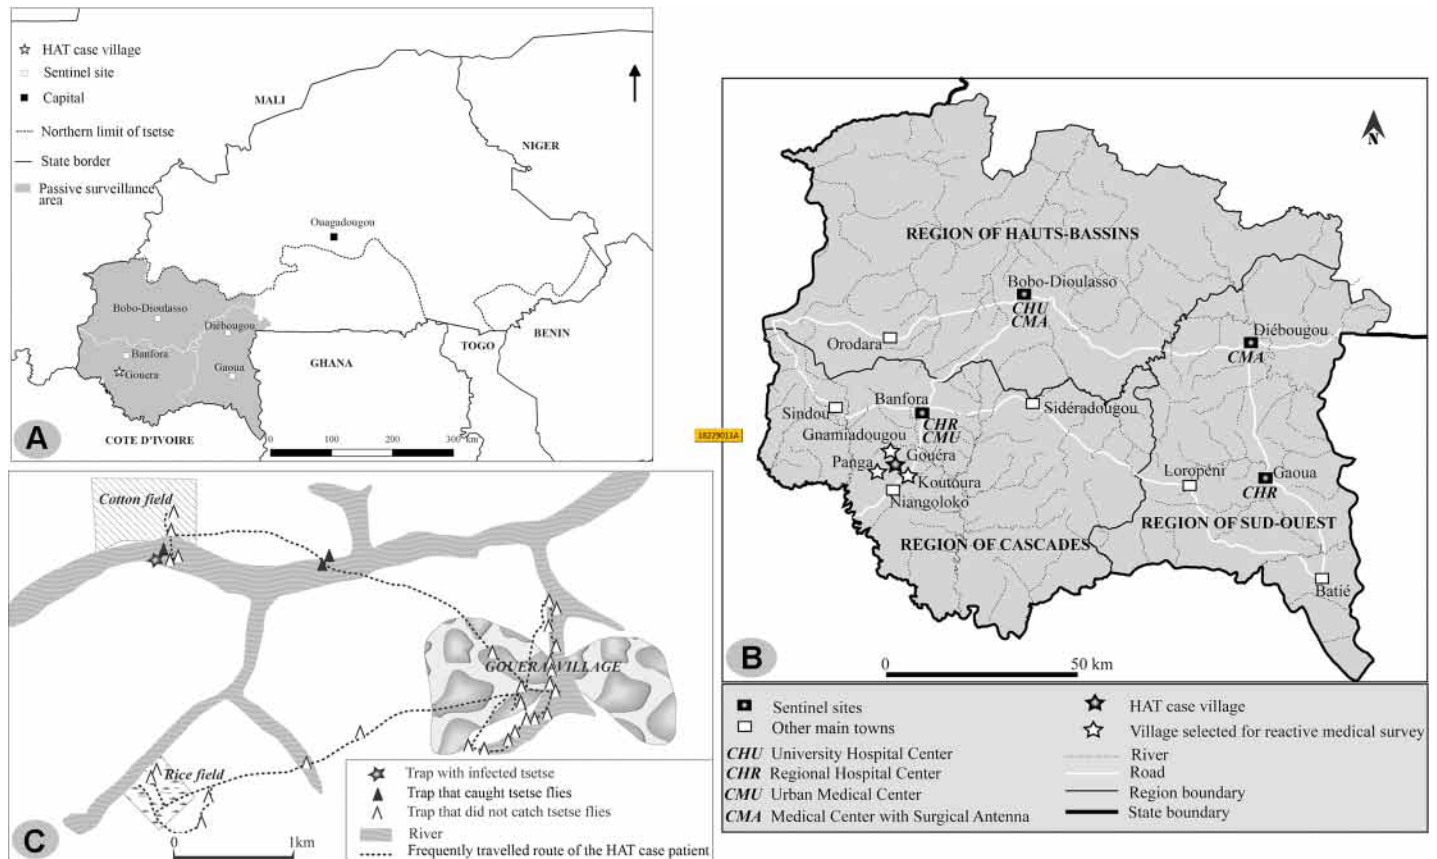 HAT case village
Sentinel site
Capital
Northern limit of tsetse
State border
Passive surveillance
area
MALI
NIGER
Ouagadougou
Bobo-Dioulasso
Diébougou
Banfora
Gouera
Gaoua
GHANA
TOGO
BENIN
COTE D'IVOIRE
0 100 200 300 km
A
N
REGION OF HAUTS-BASSINS
Bobo-Dioulasso
CHU
CMA
Orodara
Diébougou
CMA
Sindou
Banfora
CHR
CMU
Sidéradougou
Gnamiadougou
Gouéra
Panga
Koutoura
Niangoloko
Loropéni
Gaoua
CHR
REGION OF SUD-OUEST
REGION OF CASCADES
Batié
B
0 50 km
18229011A
Sentinel sites
Other main towns
CHU University Hospital Center
CHR Regional Hospital Center
CMU Urban Medical Center
CMA Medical Center with Surgical Antenna
HAT case village
Village selected for reactive medical survey
River
Road
Region boundary
State boundary
Cotton field
GOUERA VILLAGE
Rice field
C
0 1km
Trap with infected tsetse
Trap that caught tsetse flies
Trap that did not catch tsetse flies
River
Frequently travelled route of the HAT case patient